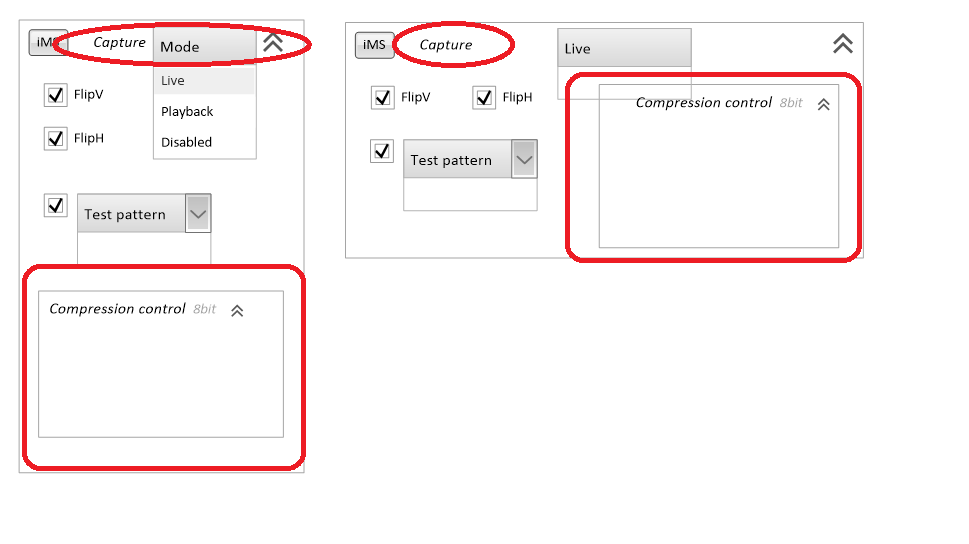 iMS Capture Mode
Live
FlipV
Playback
FlipH
Disabled
Test pattern
Compression control 8bit
iMS Capture Live
FlipV FlipH
Compression control 8bit
Test pattern